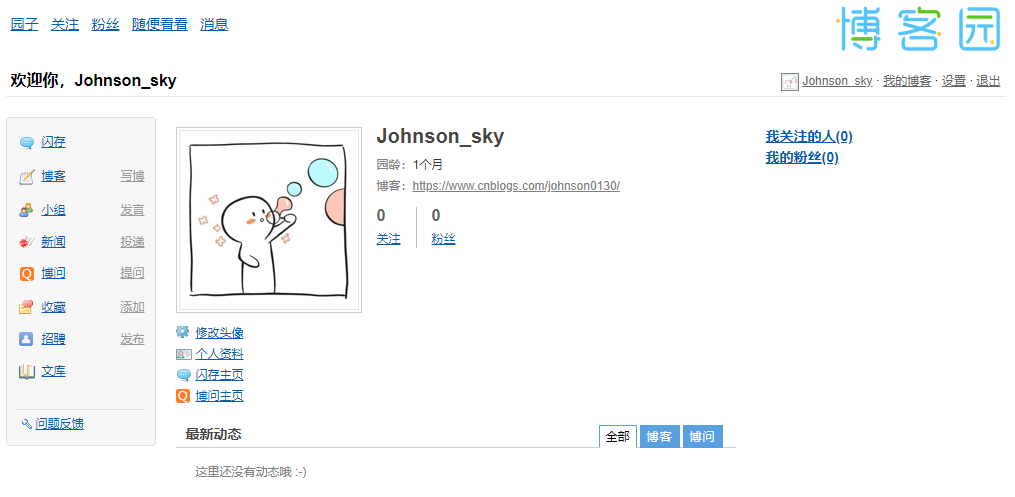 园子 · 关注 · 粉丝 · 随便看看 · 消息
博客园
欢迎你，Johnson_sky
Johnson_sky · 我的博客 · 设置 · 退出
闪存
博客 写博
小组 发言
新闻 投递
博问 提问
收藏 添加
招聘 发布
文库
问题反馈
Johnson_sky
园龄：1个月
博客：https://www.cnblogs.com/johnson0130/
0 0
关注 粉丝
我关注的人(0)
我的粉丝(0)
修改头像
个人资料
闪存主页
博问主页
最新动态 全部 博客 博问
这里还没有动态哦 :-)